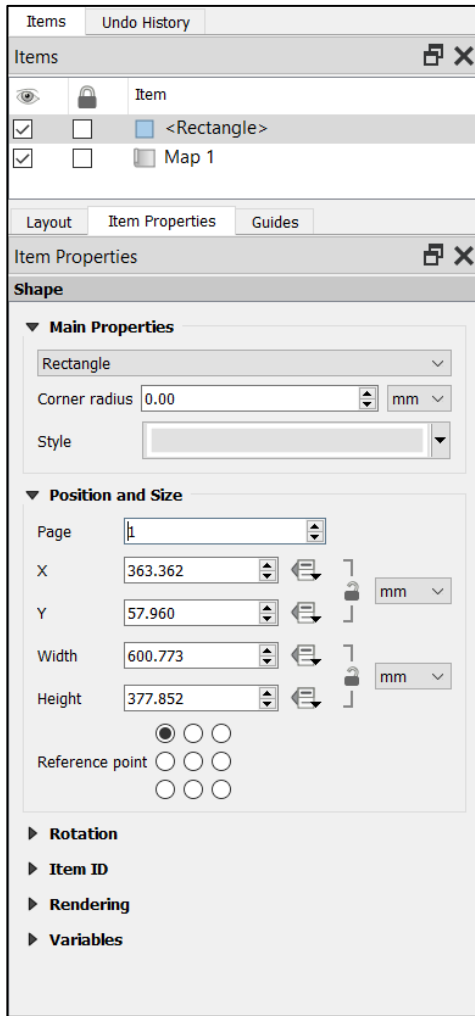 Items Undo History
Items
Item
<Rectangle>
Map 1
Layout Item Properties Guides
Item Properties
Shape
Main Properties
Rectangle
Corner radius 0.00 mm
Style
Position and Size
Page 1
X 363.362
mm
Y 57.960
Width 600.773
mm
Height 377.852
Reference point
Rotation
Item ID
Rendering
Variables